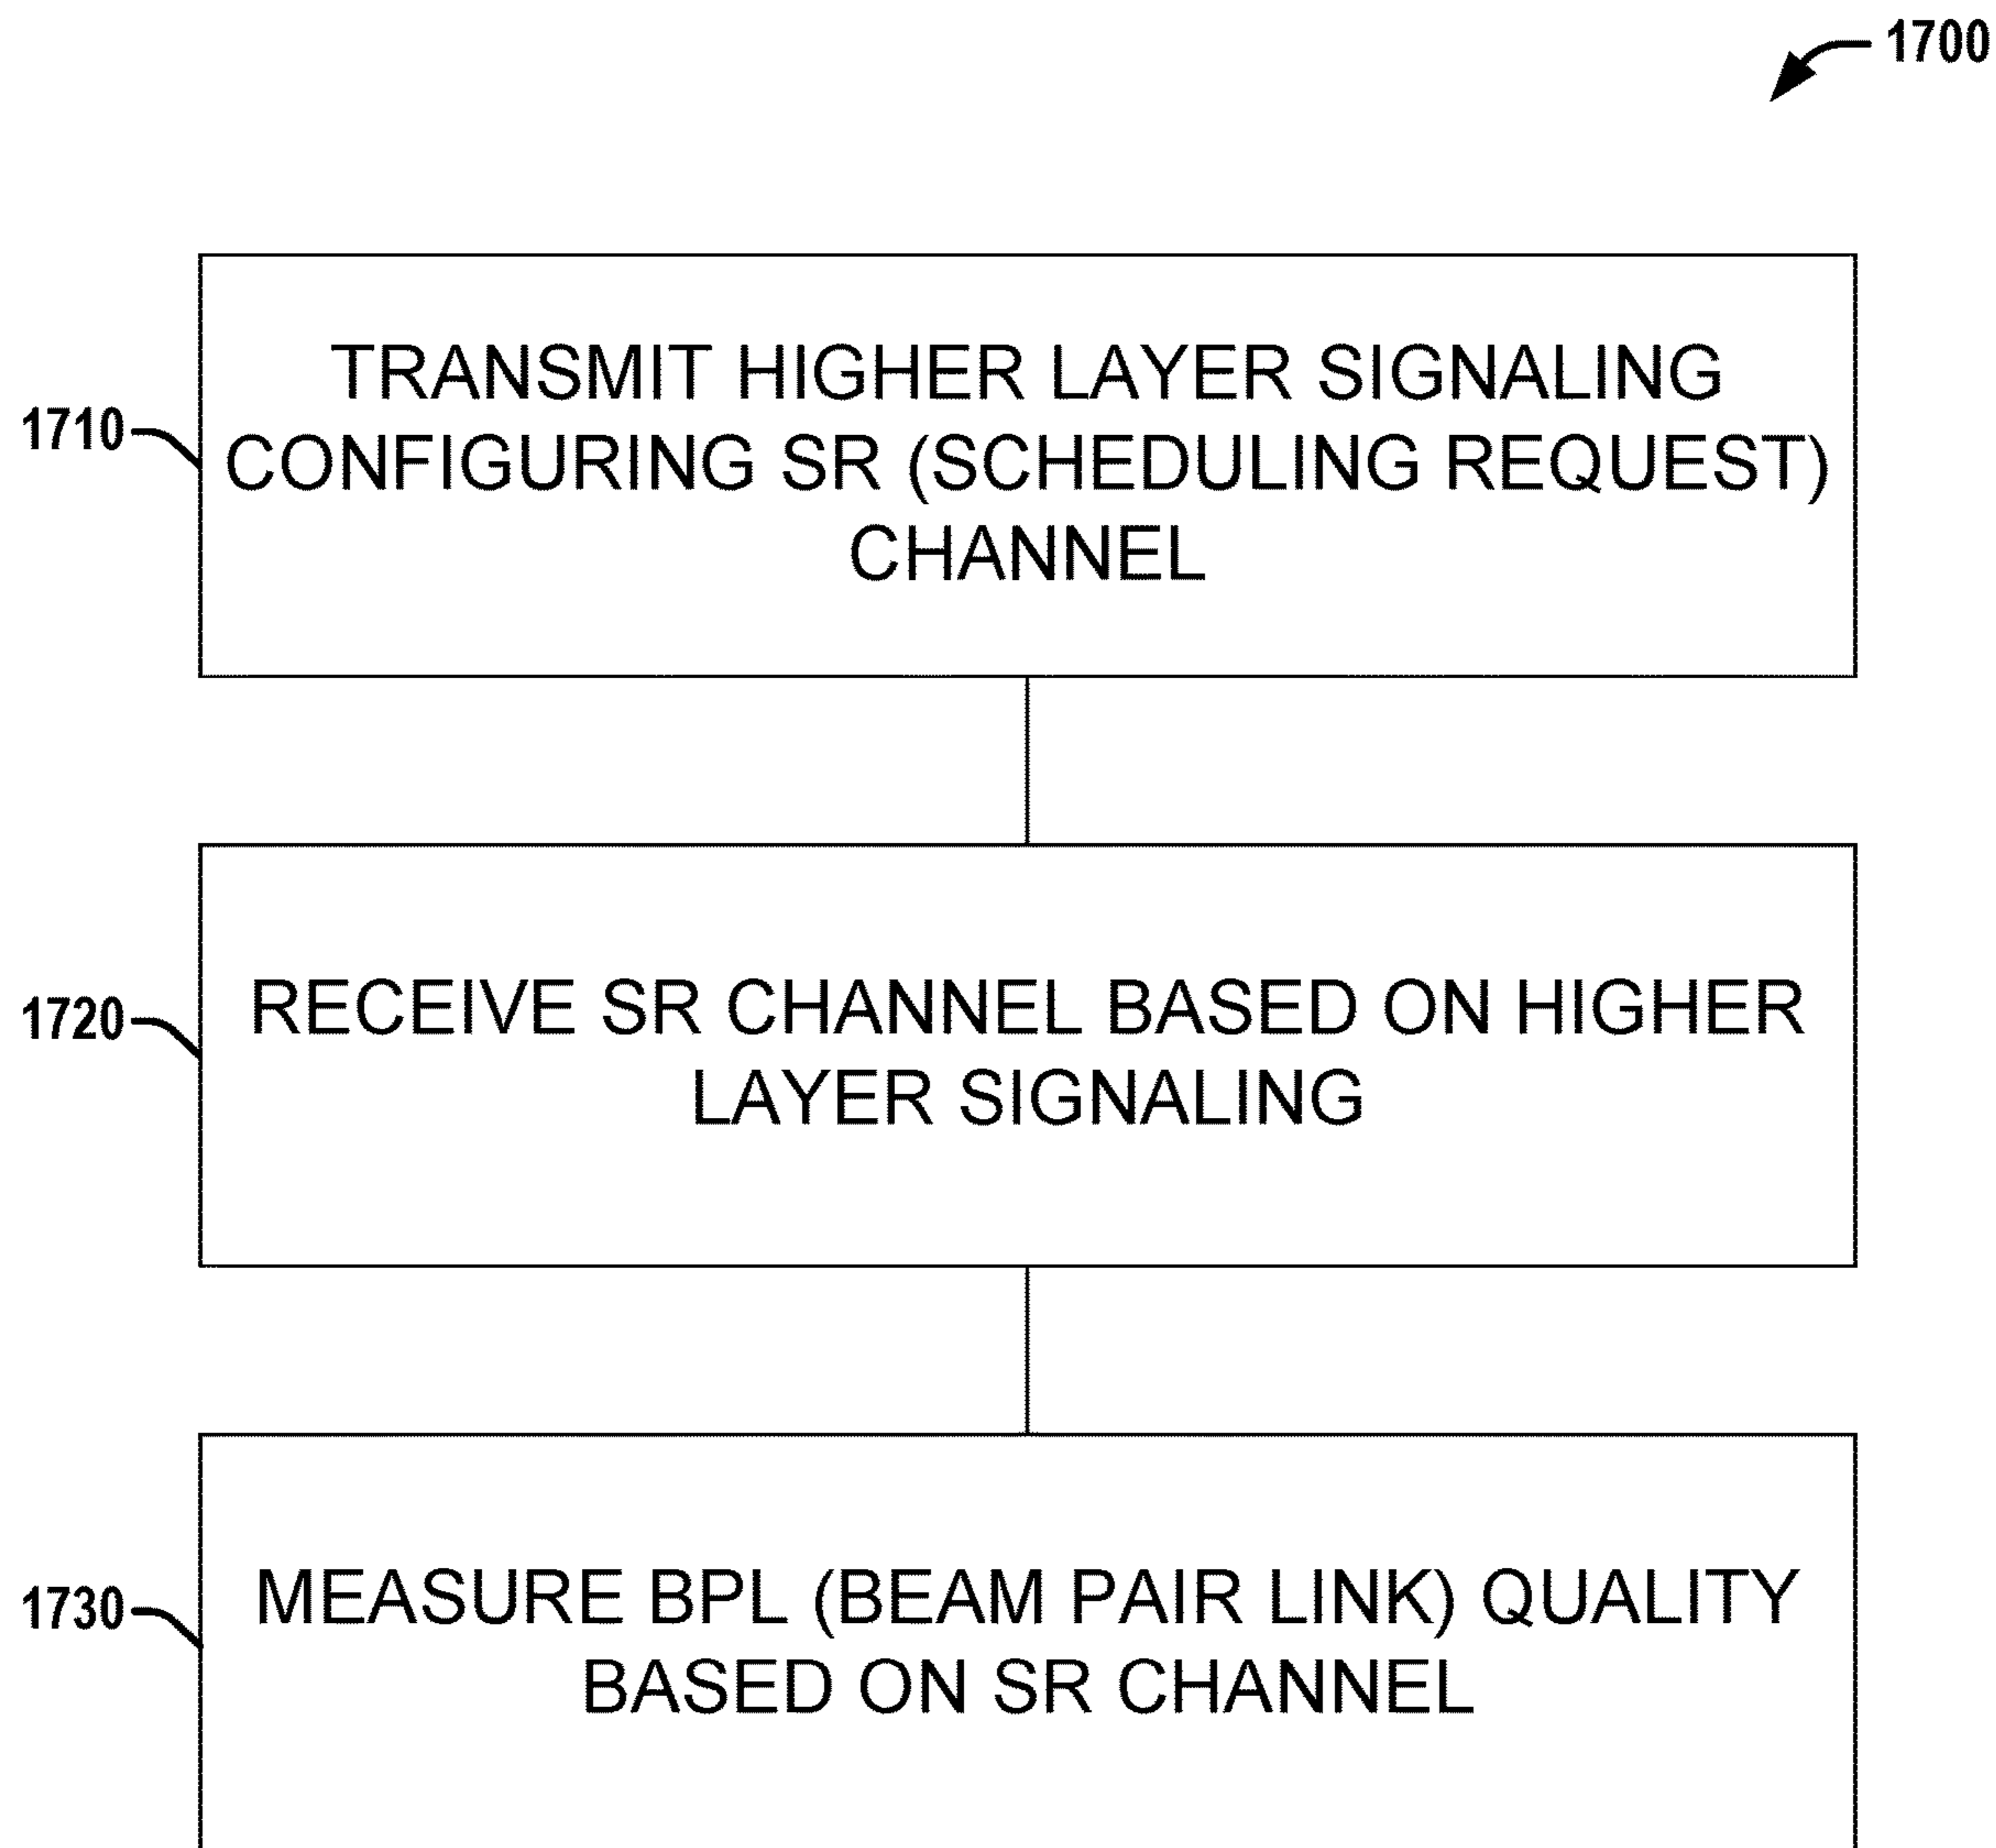 1700
1710
TRANSMIT HIGHER LAYER SIGNALING
CONFIGURING SR (SCHEDULING REQUEST)
CHANNEL
1720
RECEIVE SR CHANNEL BASED ON HIGHER
LAYER SIGNALING
1730
MEASURE BPL (BEAM PAIR LINK) QUALITY
BASED ON SR CHANNEL